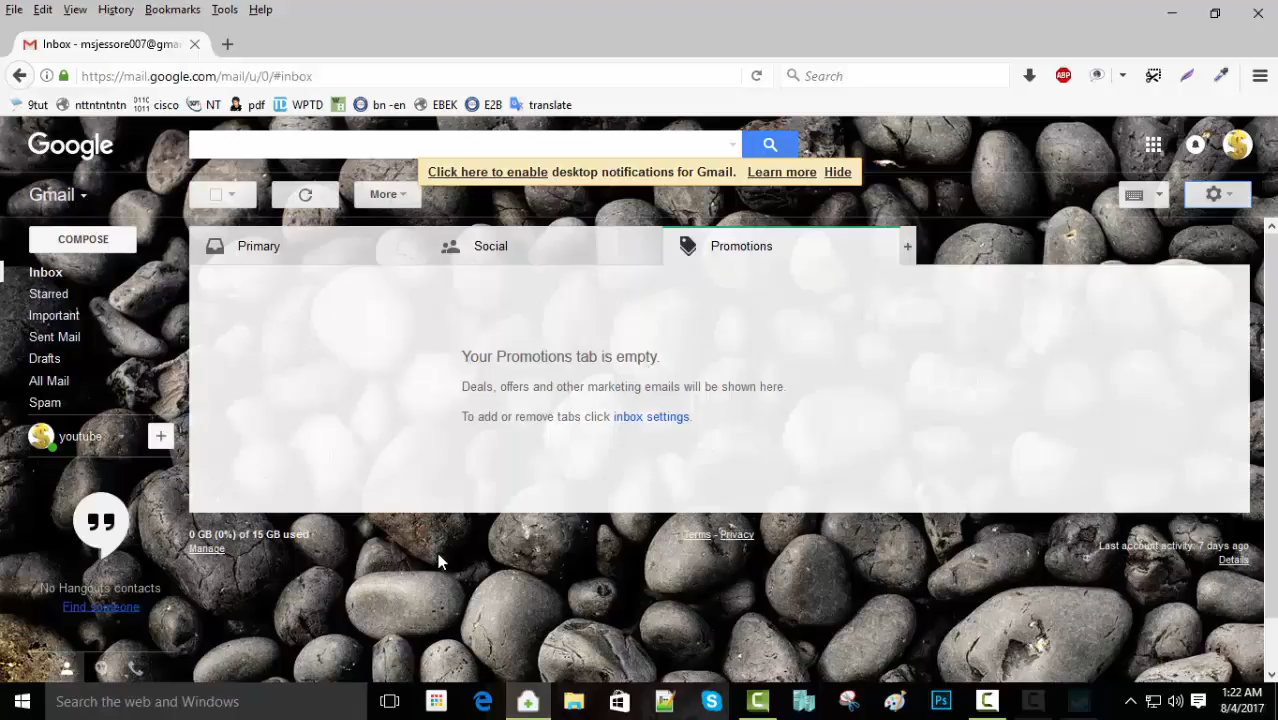 File Edit View History Bookmarks Tools Help
Inbox - msjessore007@gma
https://mail.google.com/mail/u/0/#inbox
Search
9tut nttntntntn cisco NT pdf WPTD bn -en EBEK E2B translate
Google
Click here to enable desktop notifications for Gmail. Learn more Hide
Gmail
More
COMPOSE
Primary
Social
Promotions
+
Inbox
Starred
Important
Sent Mail
Drafts
All Mail
Spam
youtube
Your Promotions tab is empty.
Deals, offers and other marketing emails will be shown here.
To add or remove tabs click inbox settings.
0 GB (0%) of 15 GB used
Manage
Terms - Privacy
Last account activity: 7 days ago
Details
No Hangouts contacts
Find someone
Search the web and Windows
Ps
1:22 AM
8/4/2017